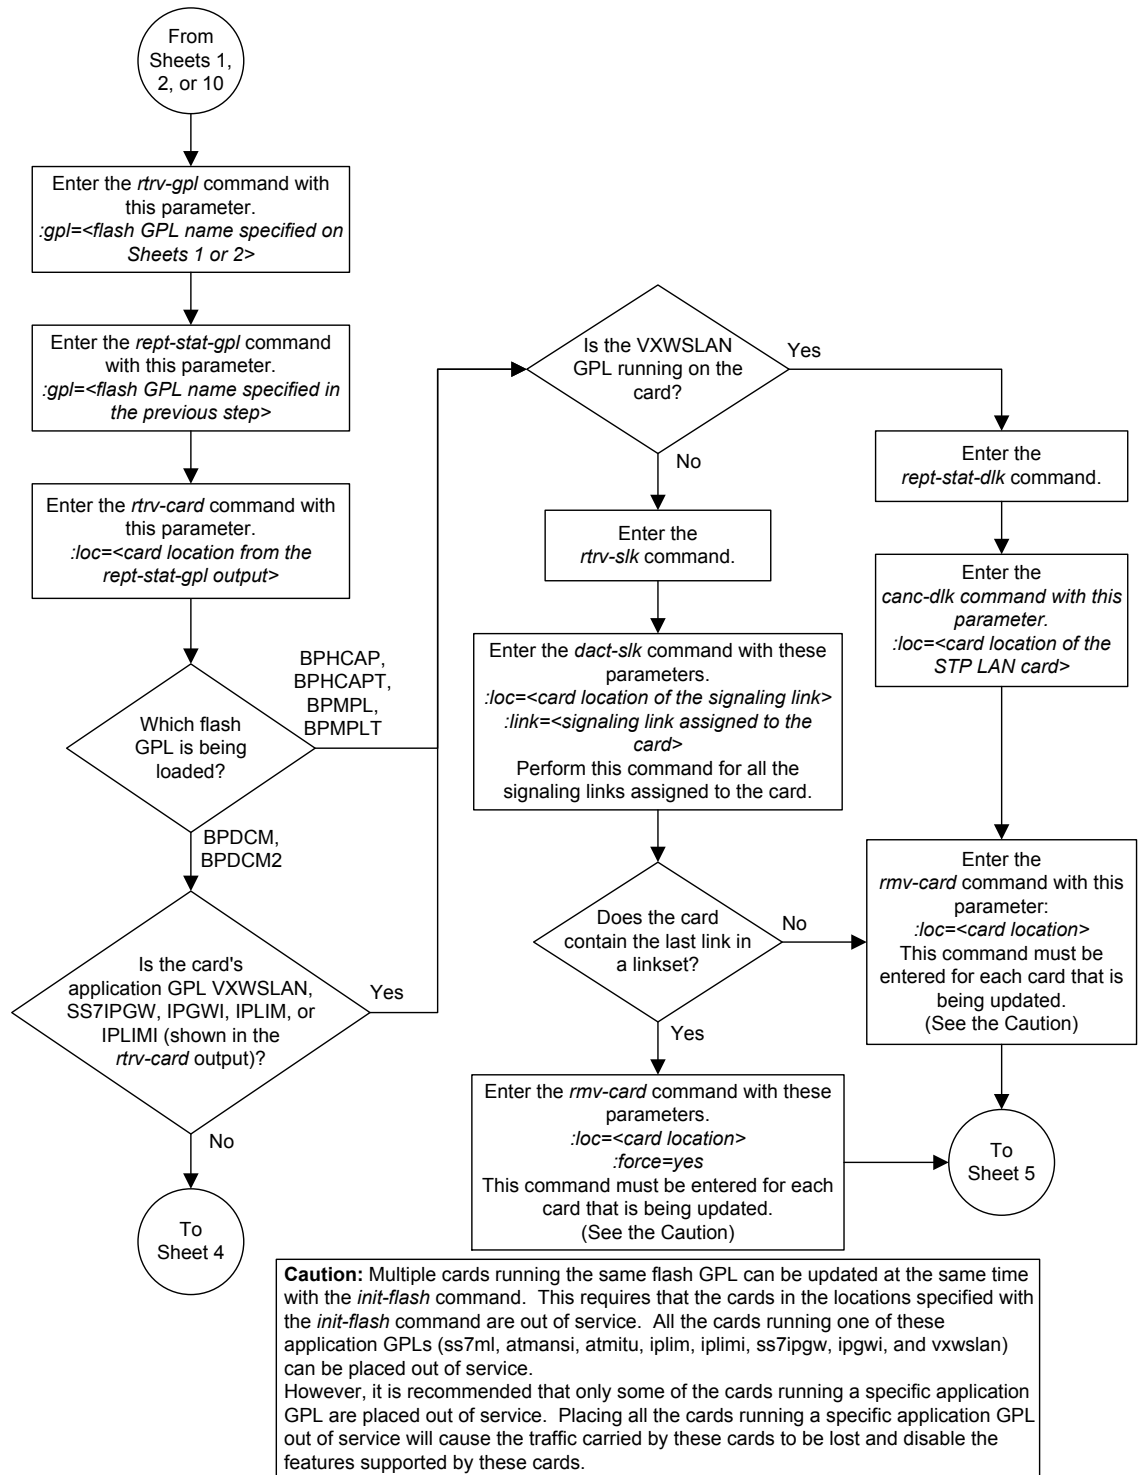 From
Sheets 1,
2, or 10
Enter the rtrv-gpl command with
this parameter.
:gpl=<flash GPL name specified on
Sheets 1 or 2>
Enter the rept-stat-gpl command
with this parameter.
:gpl=<flash GPL name specified in
the previous step>
Enter the rtrv-card command with
this parameter.
:loc=<card location from the
rept-stat-gpl output>
Which flash
GPL is being
loaded?
BPHCAP,
BPHCAPT,
BPMPL,
BPMPLT
BPDCM,
BPDCM2
Is the card's
application GPL VXWSLAN,
SS7IPGW, IPGWI, IPLIM, or
IPLIMI (shown in the
rtrv-card output)?
Yes
No
To
Sheet 4
Is the VXWSLAN
GPL running on the
card?
Yes
No
Enter the
rtrv-slk command.
Enter the dact-slk command with these
parameters.
:loc=<card location of the signaling link>
:link=<signaling link assigned to the
card>
Perform this command for all the
signaling links assigned to the card.
Does the card
contain the last link in
a linkset?
No
Yes
Enter the rmv-card command with these
parameters.
:loc=<card location>
:force=yes
This command must be entered for each
card that is being updated.
(See the Caution)
Enter the
rept-stat-dlk command.
Enter the
canc-dlk command with this
parameter.
:loc=<card location of the
STP LAN card>
Enter the
rmv-card command with this
parameter:
:loc=<card location>
This command must be
entered for each card that is
being updated.
(See the Caution)
To
Sheet 5
Caution: Multiple cards running the same flash GPL can be updated at the same time
with the init-flash command. This requires that the cards in the locations specified with
the init-flash command are out of service. All the cards running one of these
application GPLs (ss7ml, atmansi, atmitu, iplim, iplimi, ss7ipgw, ipgwi, and vxwslan)
can be placed out of service.
However, it is recommended that only some of the cards running a specific application
GPL are placed out of service. Placing all the cards running a specific application GPL
out of service will cause the traffic carried by these cards to be lost and disable the
features supported by these cards.